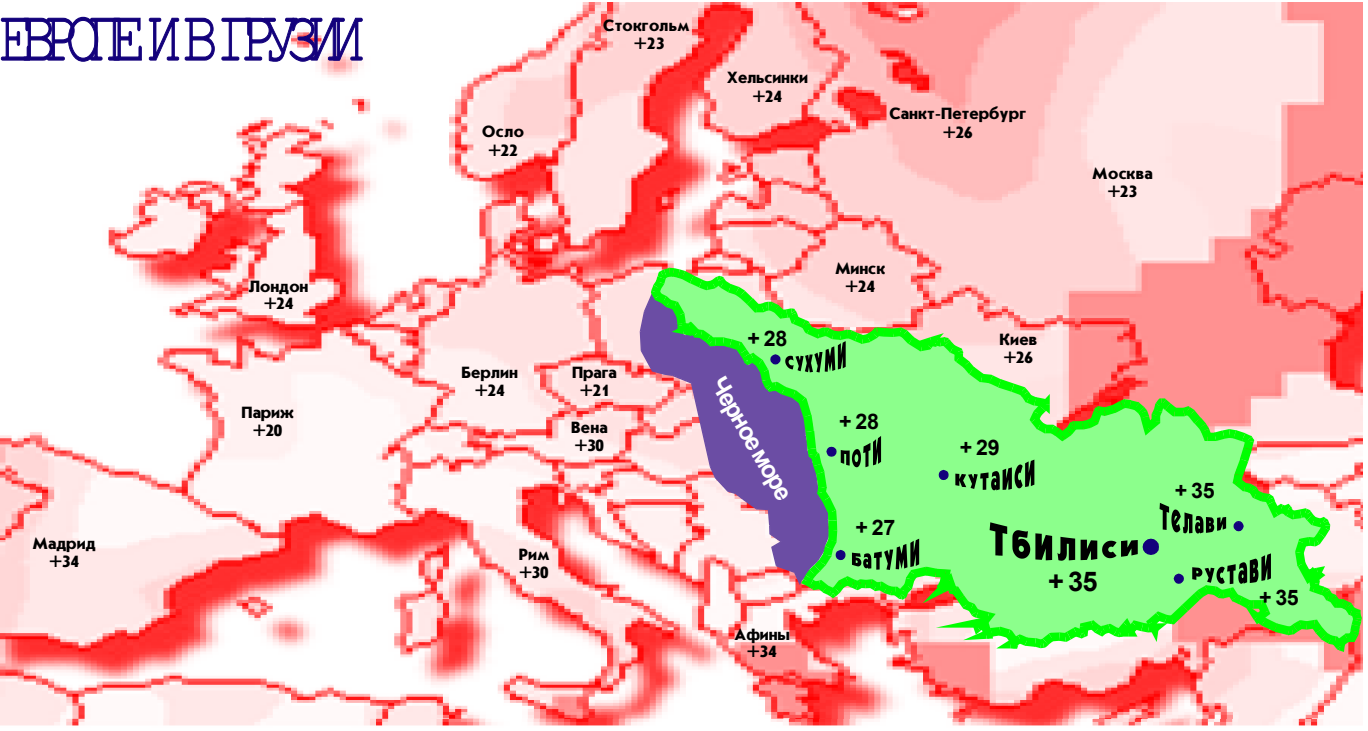 ЕВРОПЕ И В ГРУЗИИ
Стокгольм
+23
Хельсинки
+24
Санкт-Петербург
+26
Осло
+22
Москва
+23
Лондон
+24
Минск
+24
Киев
+26
Берлин
+24
Прага
+21
Париж
+20
Вена
+30
Мадрид
+34
Рим
+30
Афины
+34
Черное море
+28
сухуми
+28
поти
+29
кутаиси
+27
батуми
+35
Телави
Тбилиси
+35
рустави
+35